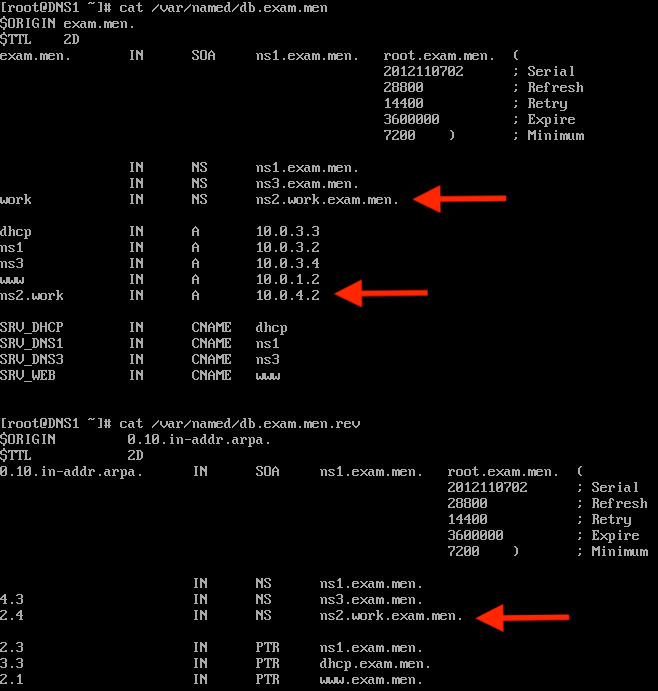 [root@DNS1 ~]# cat /var/named/db.exam.men
$ORIGIN exam.men.
$TTL 2D
exam.men. IN SOA ns1.exam.men. root.exam.men. (
2012110702 ; Serial
28800 ; Refresh
14400 ; Retry
3600000 ; Expire
7200 ) ; Minimum
IN NS ns1.exam.men.
IN NS ns3.exam.men.
work IN NS ns2.work.exam.men.
dhcp IN A 10.0.3.3
ns1 IN A 10.0.3.2
ns3 IN A 10.0.3.4
www IN A 10.0.1.2
ns2.work IN A 10.0.4.2
SRV_DHCP IN CNAME dhcp
SRV_DNS1 IN CNAME ns1
SRV_DNS3 IN CNAME ns3
SRV_WEB IN CNAME www
[root@DNS1 ~]# cat /var/named/db.exam.men.rev
$ORIGIN 0.10.in-addr.arpa.
$TTL 2D
0.10.in-addr.arpa. IN SOA ns1.exam.men. root.exam.men. (
2012110702 ; Serial
28800 ; Refresh
14400 ; Retry
3600000 ; Expire
7200 ) ; Minimum
IN NS ns1.exam.men.
4.3 IN NS ns3.exam.men.
2.4 IN NS ns2.work.exam.men.
2.3 IN PTR ns1.exam.men.
3.3 IN PTR dhcp.exam.men.
2.1 IN PTR www.exam.men.